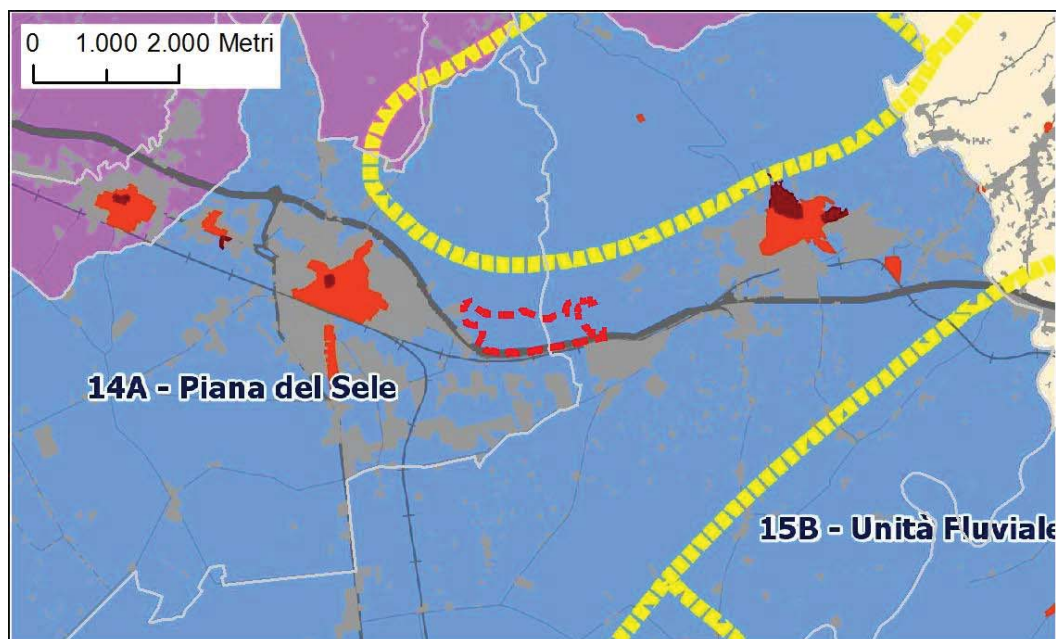 0 1.000 2.000 Metri
14A - Piana del Sele
15B - Unità Fluviale